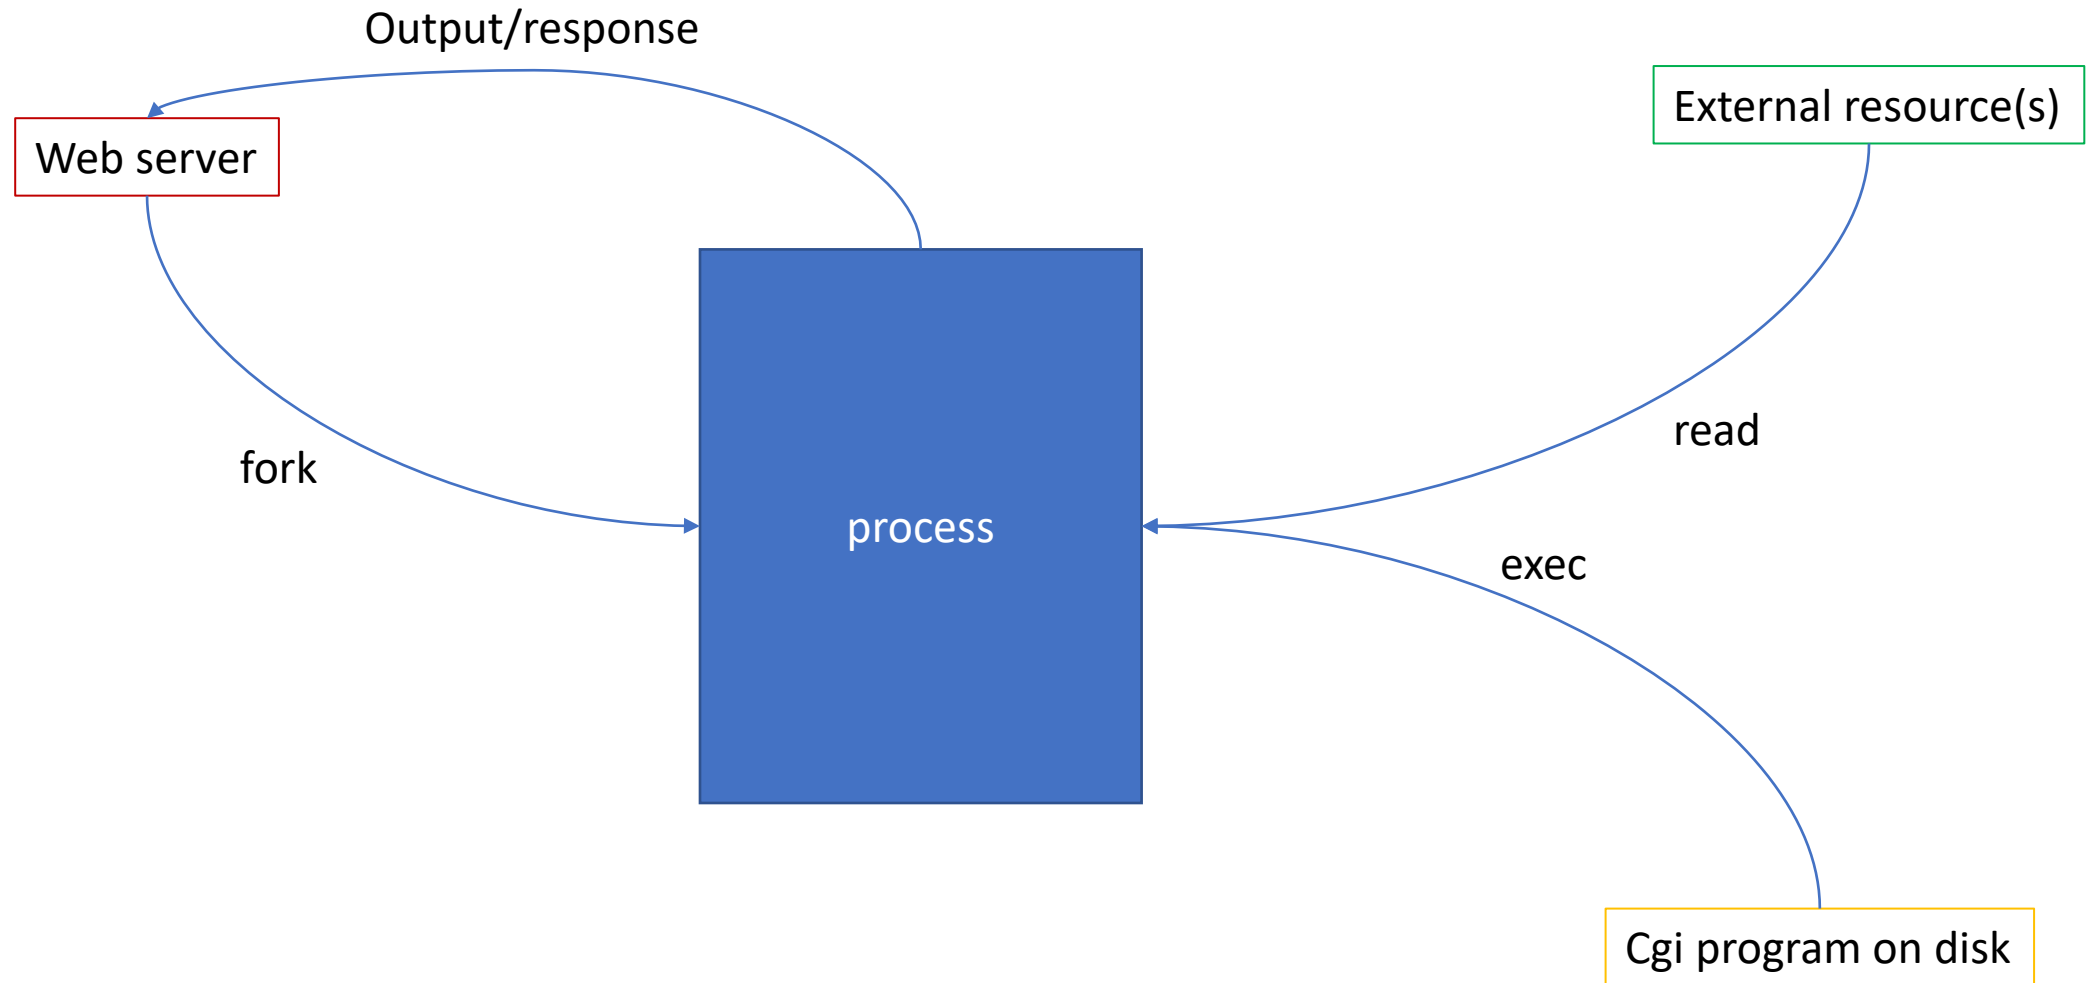 Output/response
External resource(s)
Web server
read
fork
process
exec
Cgi program on disk